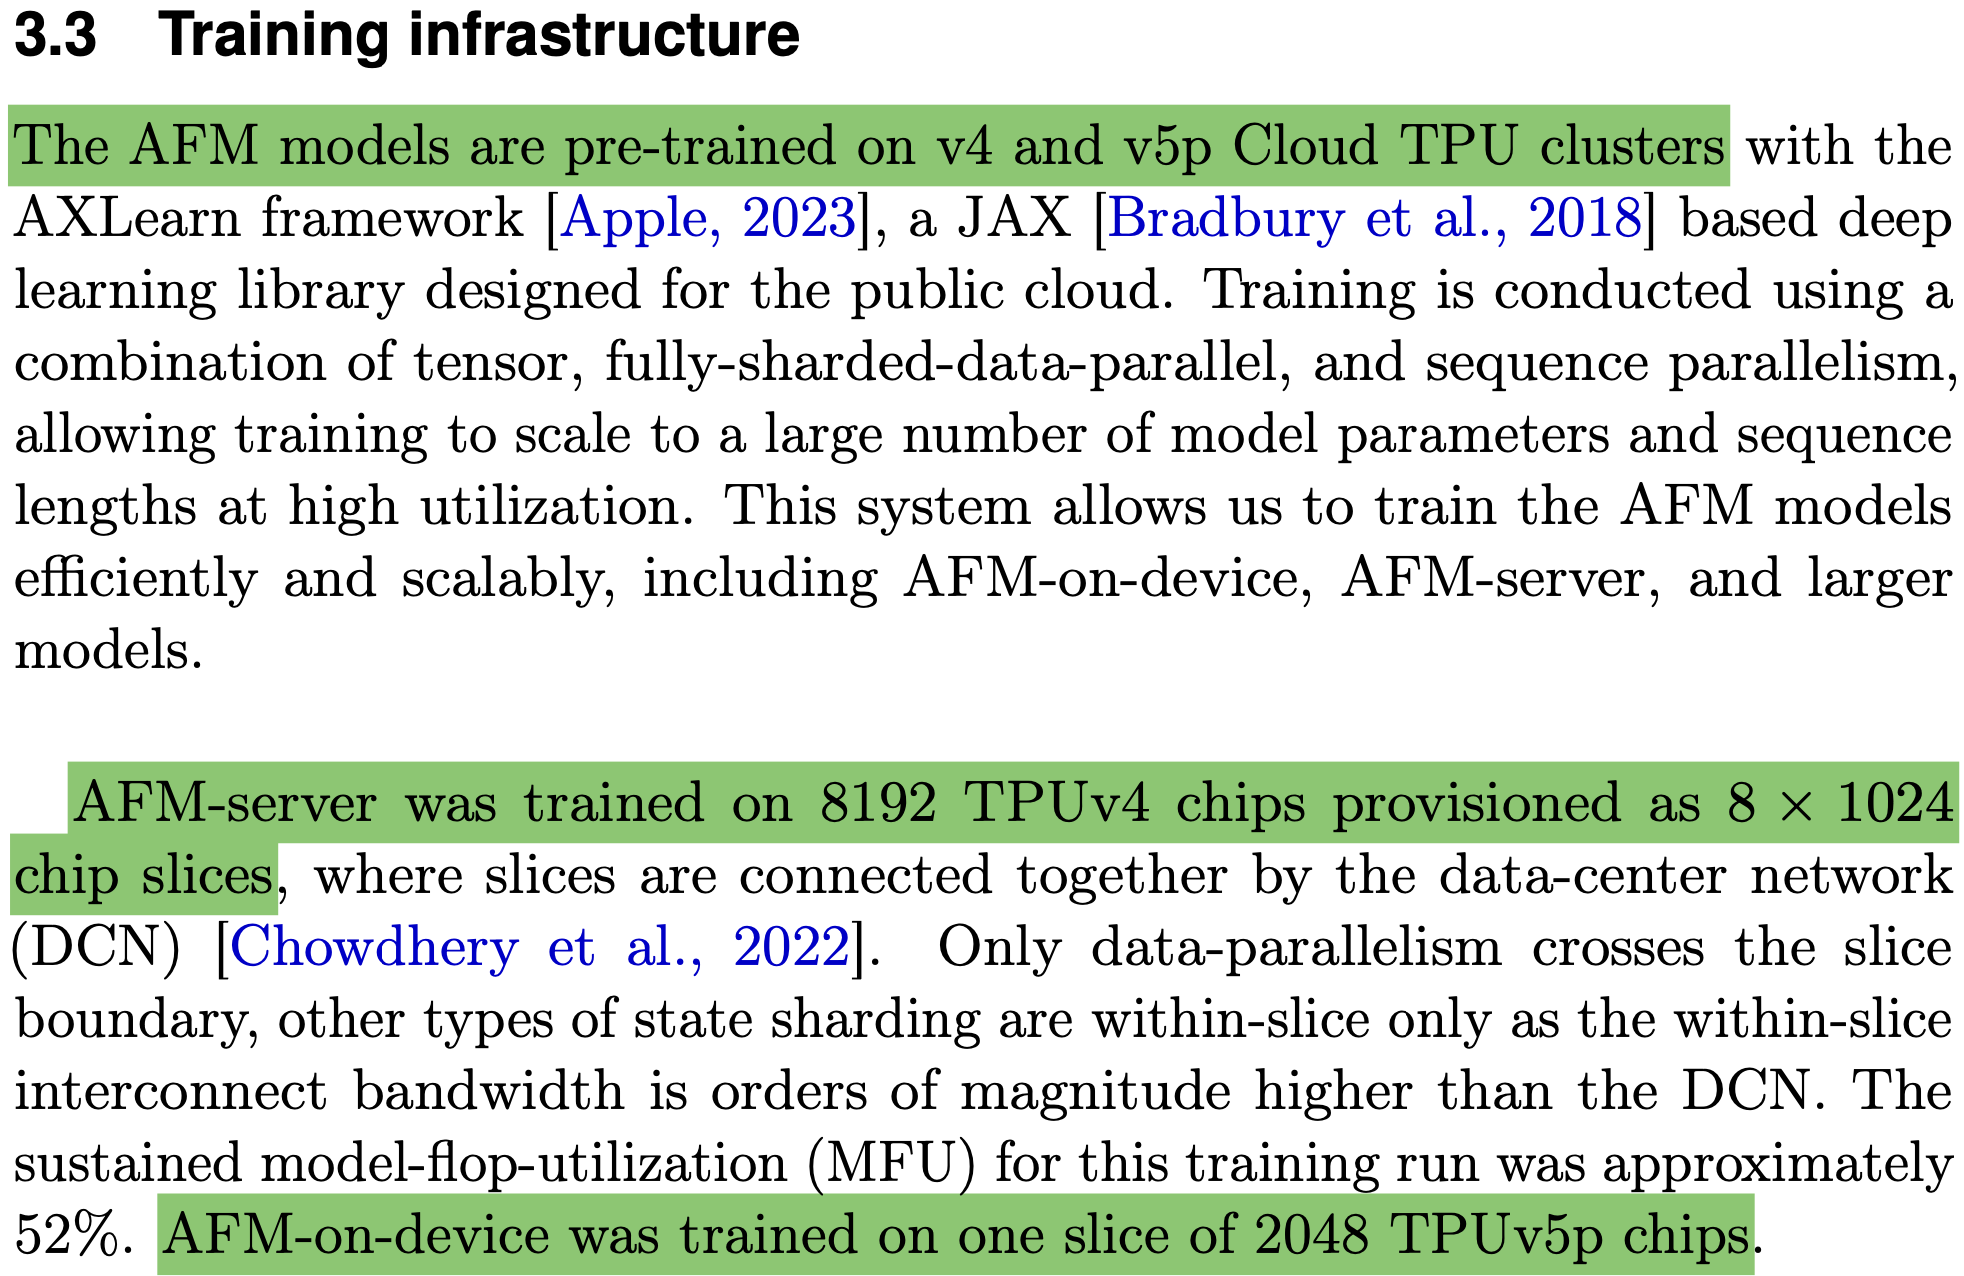 3.3 Training infrastructure
The AFM models are pre-trained on v4 and v5p Cloud TPU clusters with the
AXLearn framework [Apple, 2023], a JAX [Bradbury et al., 2018] based deep
learning library designed for the public cloud. Training is conducted using a
combination of tensor, fully-sharded-data-parallel, and sequence parallelism,
allowing training to scale to a large number of model parameters and sequence
lengths at high utilization. This system allows us to train the AFM models
efficiently and scalably, including AFM-on-device, AFM-server, and larger
models.
AFM-server was trained on 8192 TPUv4 chips provisioned as 8 × 1024
chip slices, where slices are connected together by the data-center network
(DCN) [Chowdhery et al., 2022]. Only data-parallelism crosses the slice
boundary, other types of state sharding are within-slice only as the within-slice
interconnect bandwidth is orders of magnitude higher than the DCN. The
sustained model-flop-utilization (MFU) for this training run was approximately
52%. AFM-on-device was trained on one slice of 2048 TPUv5p chips.